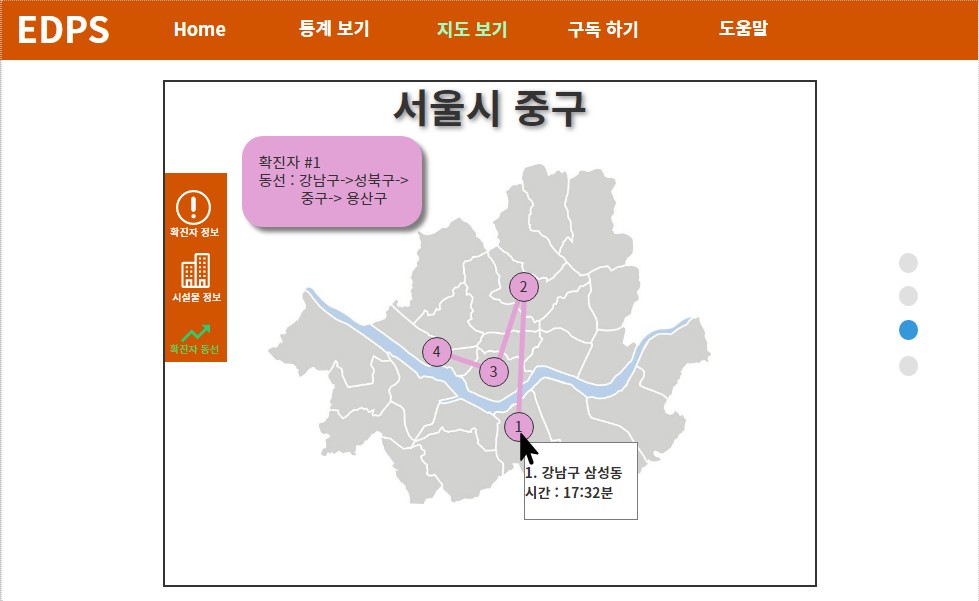 EDPS Home 통계 보기 지도 보기 구독 하기 도움말
서울시 중구
확진자 #1
동선 : 강남구->성북구->
중구-> 용산구
확진자 정보
시설물 정보
확진자 동선
2
4
3
1
1. 강남구 삼성동
시간 : 17:32분